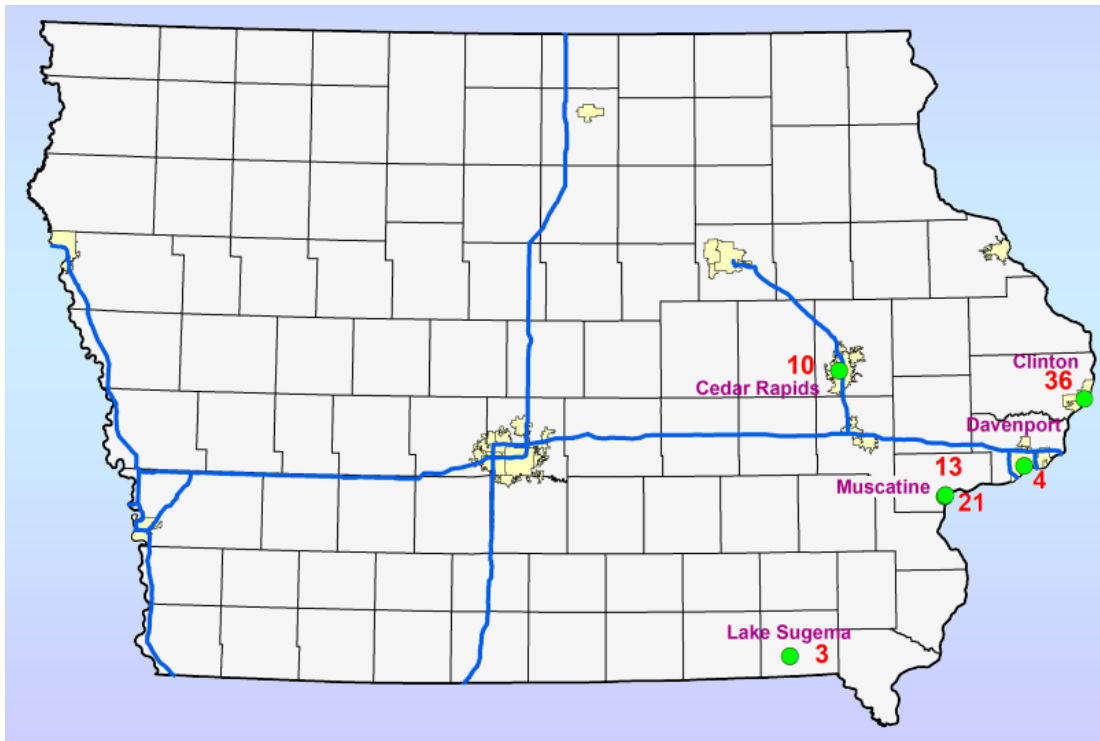 Clinton
10
36
Cedar Rapids
Davenport
13
4
Muscatine
21
Lake Sugema
3